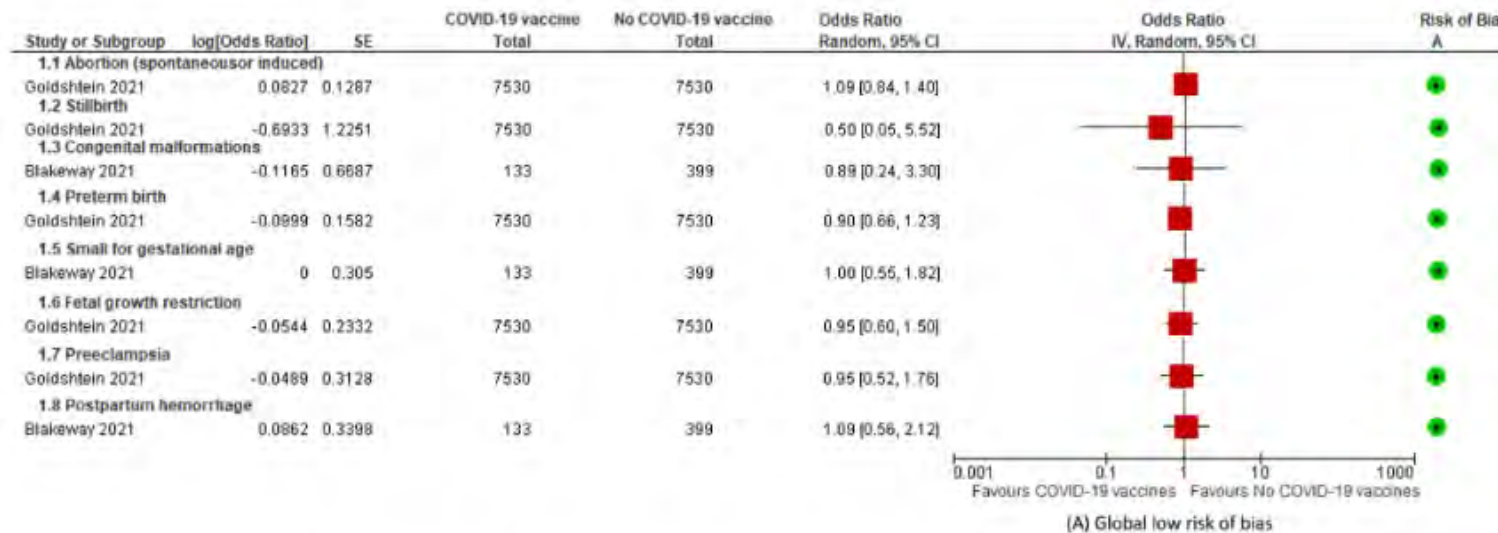 COVID-19 vaccine No COVID-19 vaccine Odds Ratio Odds Ratio Risk of Bia
Study or Subgroup log[Odds Ratio] SE Total Total Random, 95% CI IV, Random, 95% CI A
1.1 Abortion (spontaneousor induced)
Goldshtein 2021 0.0827 0.1287 7530 7530 1.09 [0.84, 1.40]
1.2 Stillbirth
Goldshtein 2021 -0.6933 1.2251 7530 7530 0.50 [0.05, 5.52]
1.3 Congenital malformations
Blakeway 2021 -0.1165 0.6687 133 399 0.89 [0.24, 3.30]
1.4 Preterm birth
Goldshtein 2021 -0.0999 0.1582 7530 7530 0.90 [0.66, 1.23]
1.5 Small for gestational age
Blakeway 2021 0 0.305 133 399 1.00 [0.55, 1.82]
1.6 Fetal growth restriction
Goldshtein 2021 -0.0544 0.2332 7530 7530 0.95 [0.60, 1.50]
1.7 Preeclampsia
Goldshtein 2021 -0.0489 0.3128 7530 7530 0.95 [0.52, 1.76]
1.8 Postpartum hemorrhage
Blakeway 2021 0.0862 0.3398 133 399 1.09 [0.56, 2.12]
0.001 0.1 1 10 1000
Favours COVID-19 vaccines Favours No COVID-19 vaccines
(A) Global low risk of bias